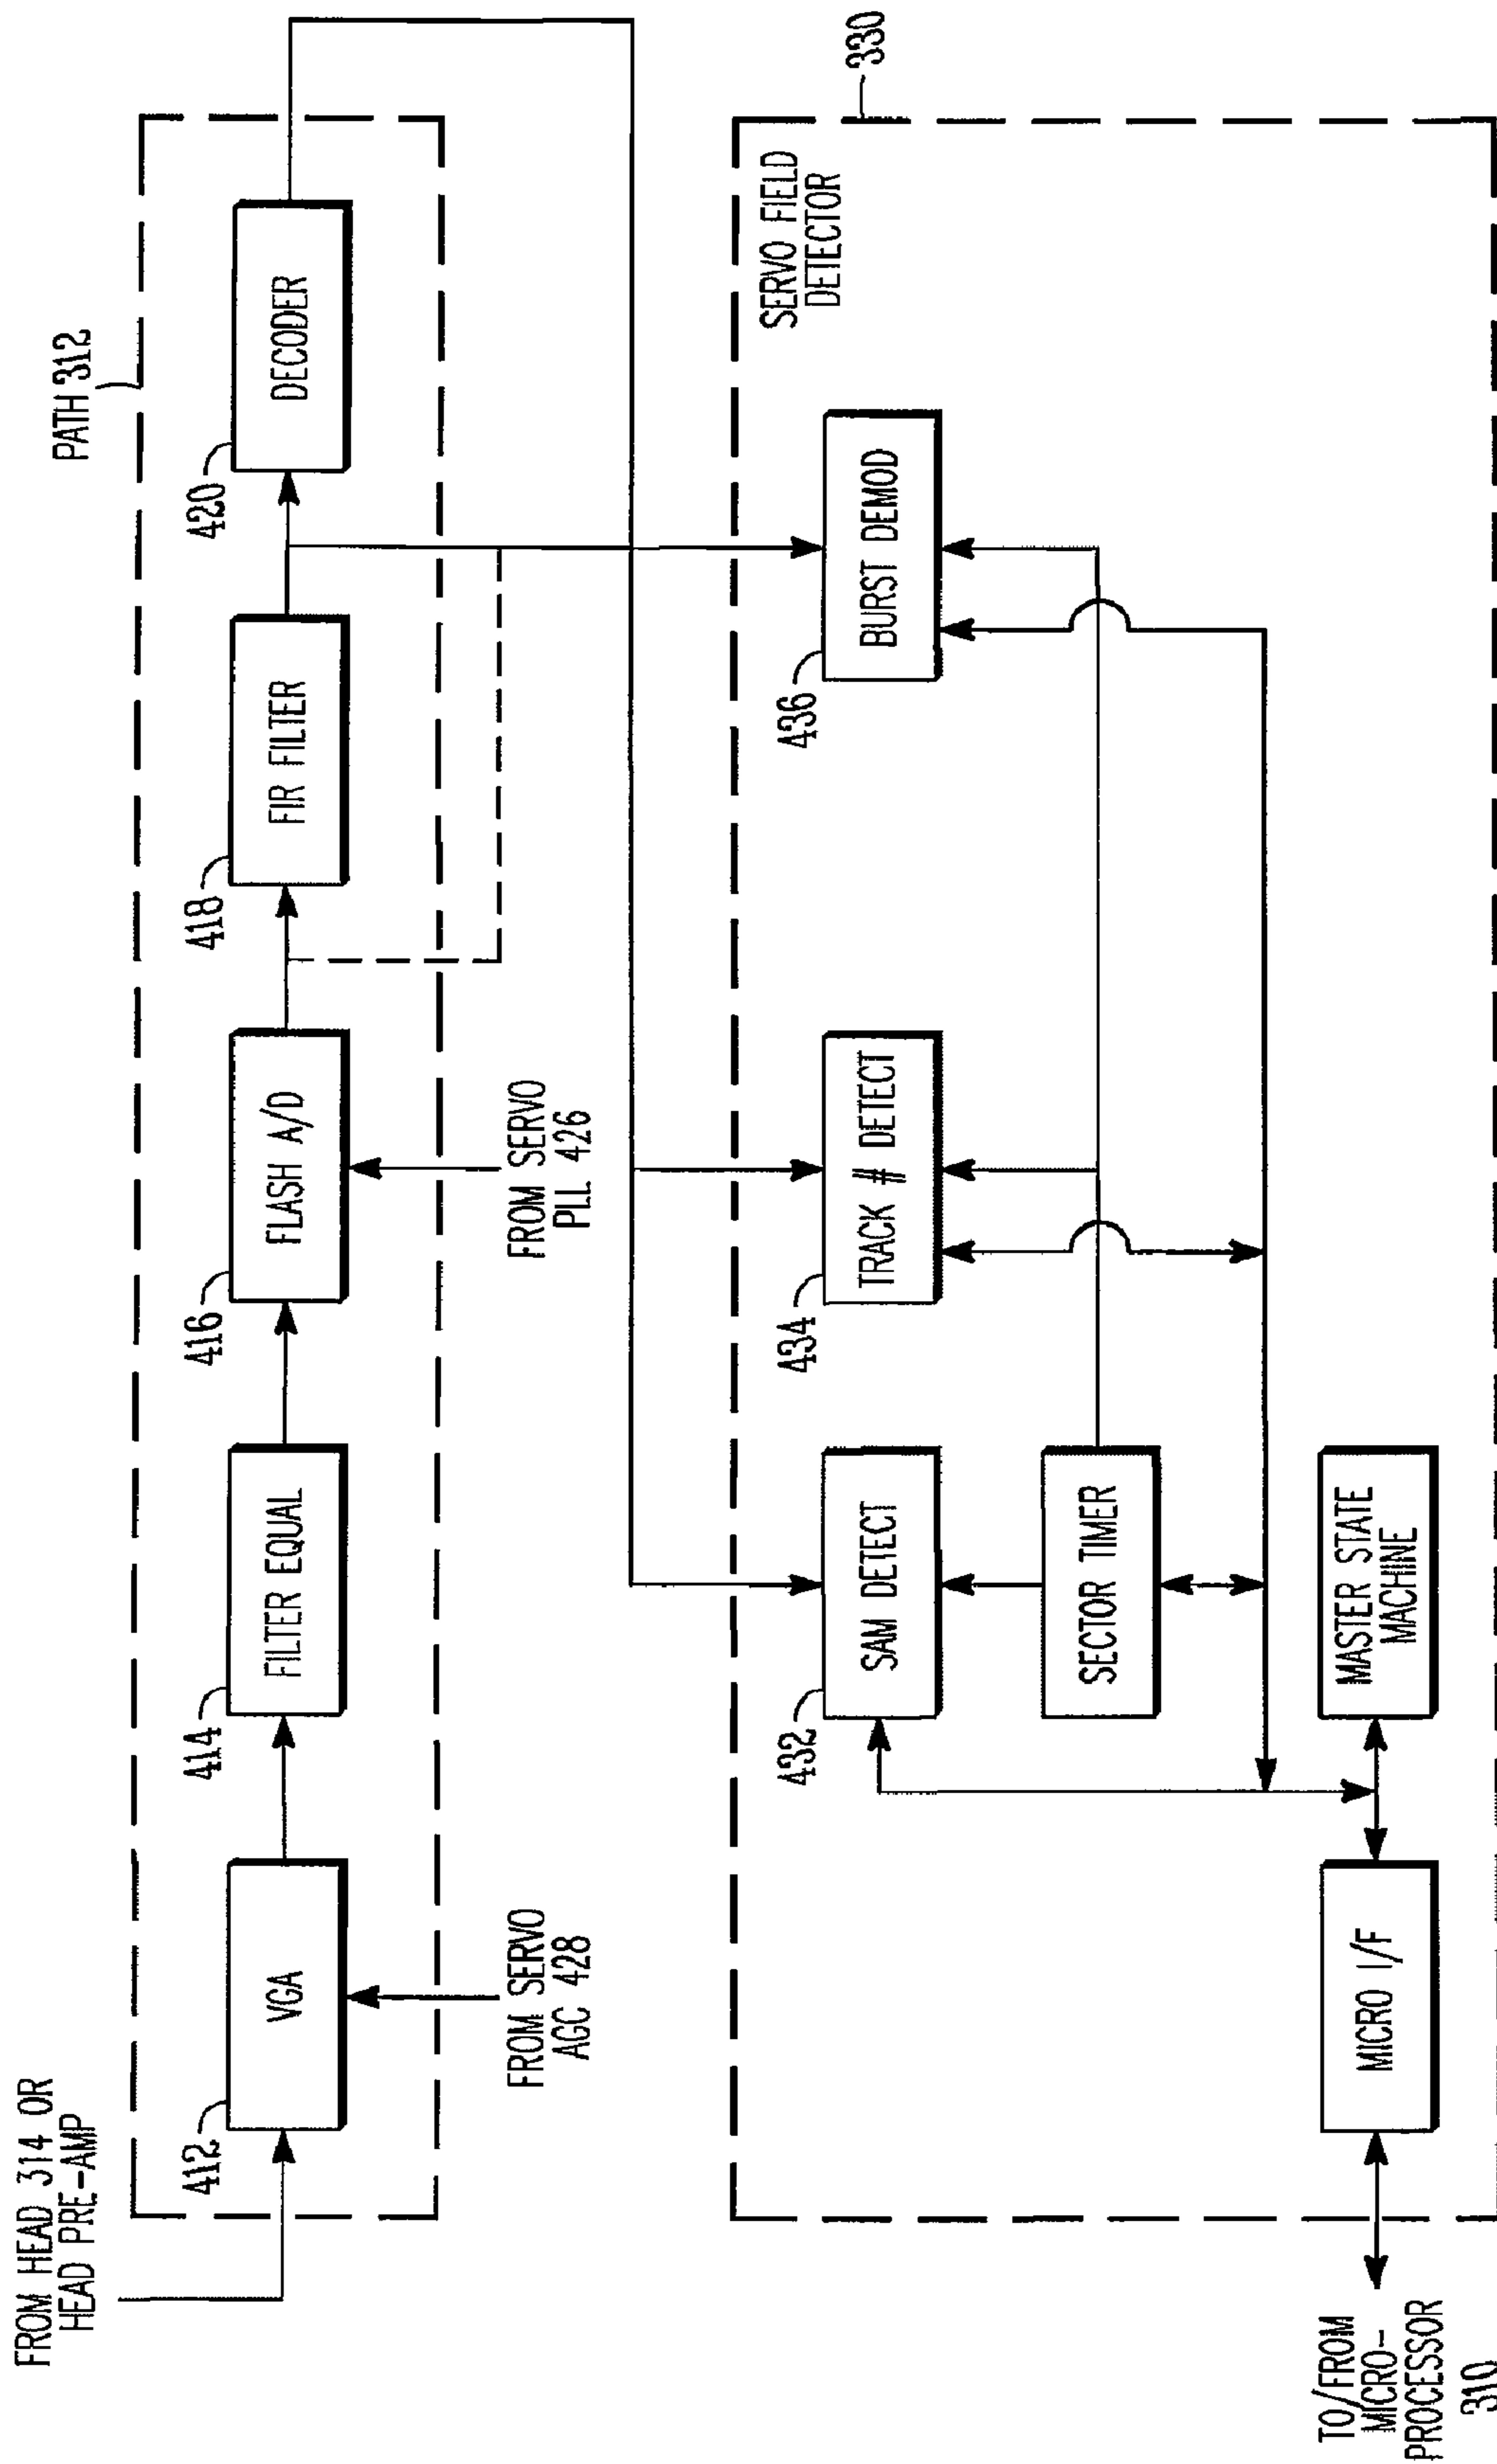 FROM HEAD 314 OR
HEAD PRE-AMP
PATH 312
412
VGA
414
FILTER EQUAL
416
FLASH A/D
418
FIR FILTER
420
DECODER
FROM SERVO
AGC 428
FROM SERVO
PLL 426
330
SERVO FIELD
DETECTOR
432
SAM DETECT
434
TRACK # DETECT
436
BURST DEMOD
SECTOR TIMER
MICRO I/F
MASTER STATE
MACHINE
TO/FROM
MICRO-
PROCESSOR
310